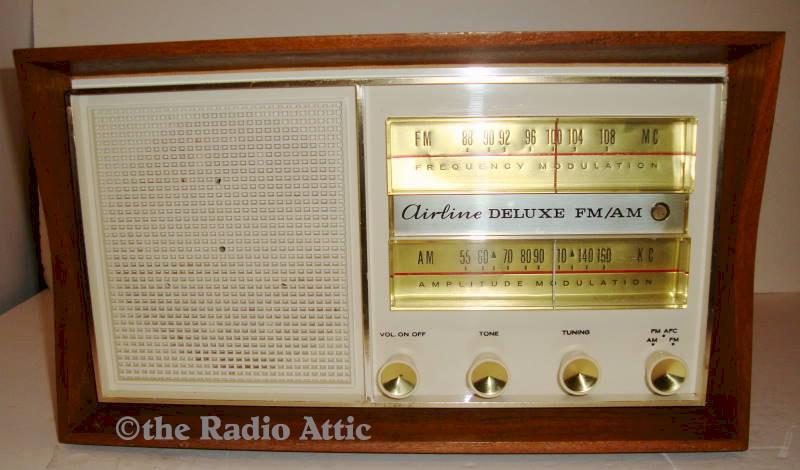 FM 88 90 92 96 100 104 108 MC
FREQUENCY MODULATION
Airline DELUXE FM/AM
AM 55 60 70 80 90 140 160 KC
AMPLITUDE MODULATION
VOL. ON OFF TONE TUNING FM AFC
AM FM
©the Radio Attic